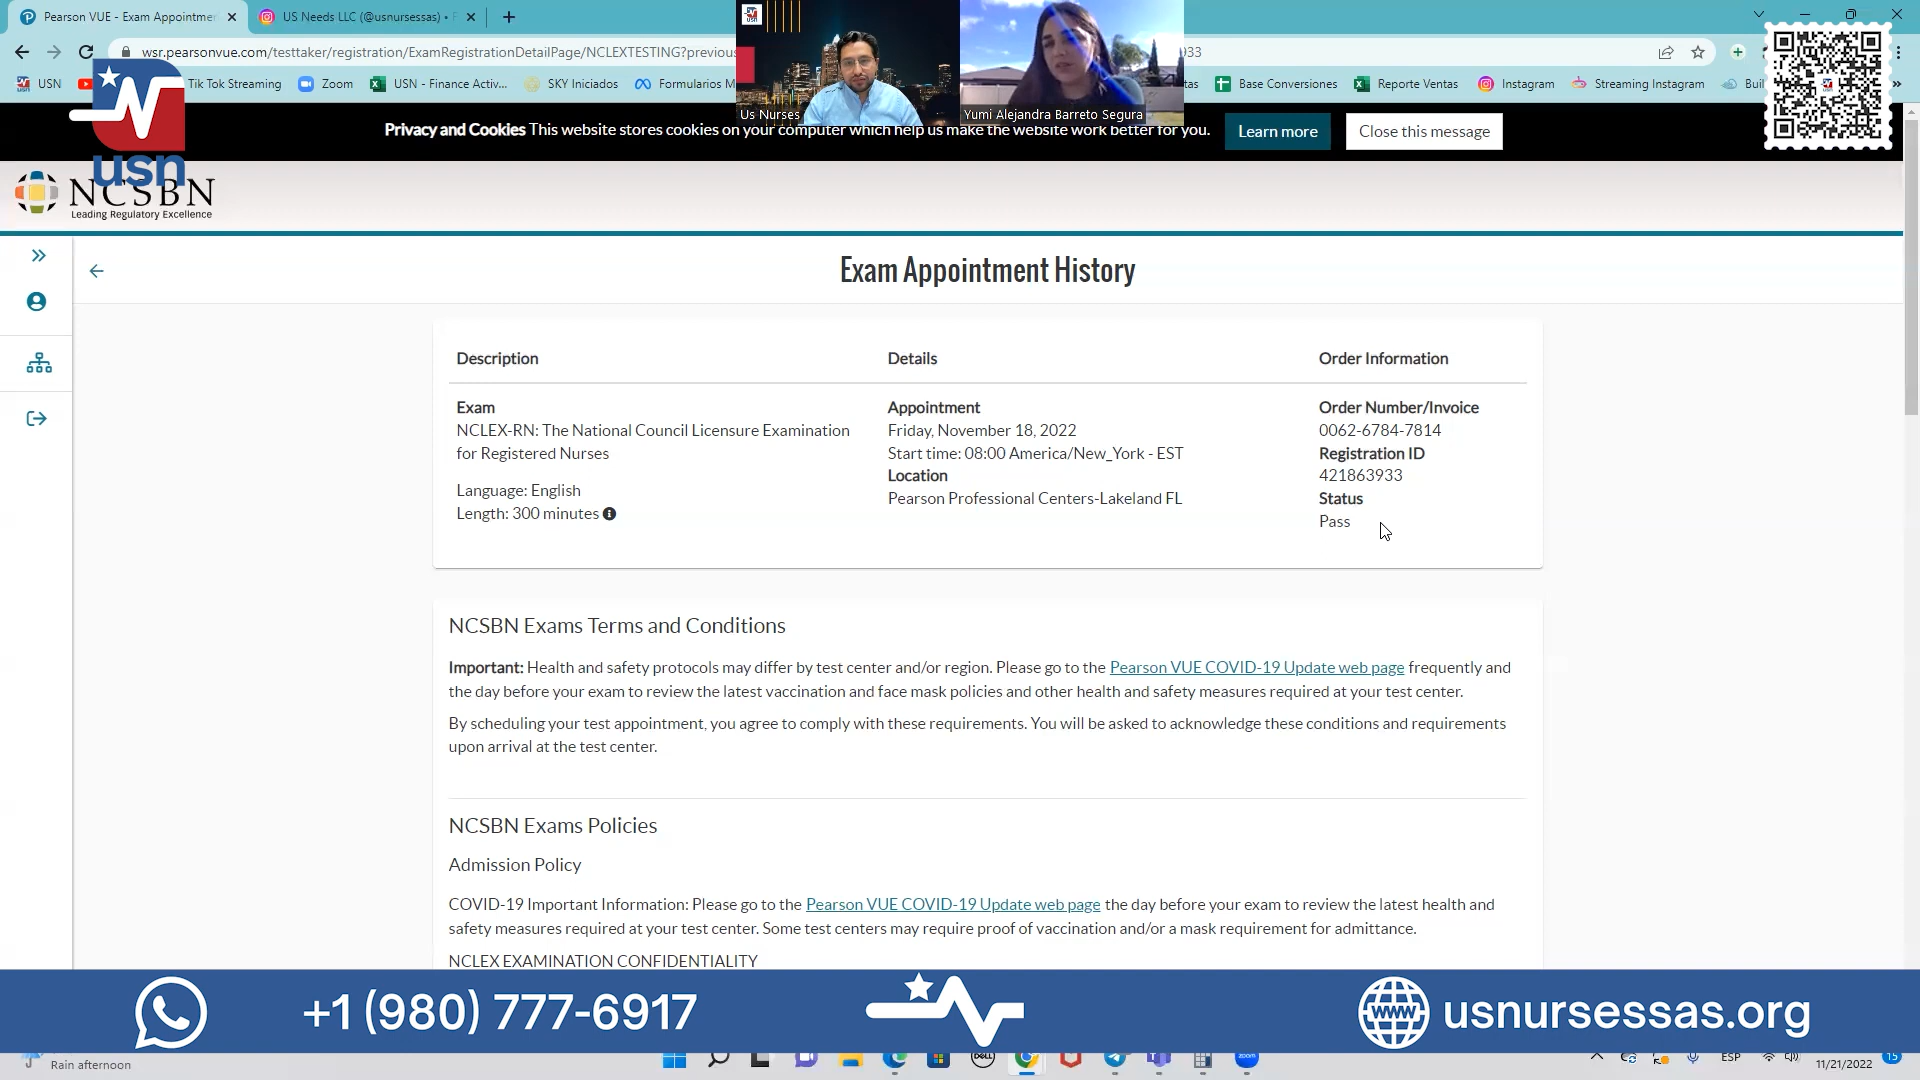 Pearson VUE - Exam Appointme
US Needs LLC (@usnursessas) •
wsr.pearsonvue.com/testtaker/registration/ExamRegistrationDetailPage/NCLEXTESTING?previou
933
USN
Tik Tok Streaming
Zoom
USN - Finance Activ...
SKY Iniciados
Formularios M
tas
Base Conversiones
Reporte Ventas
Instagram
Streaming Instagram
Buil
Us Nurses
Yumi Alejandra Barreto Segura
Privacy and Cookies This website stores cookies on your computer which help us make the website work better for you.
Learn more
Close this message
usn
NCSBN
Leading Regulatory Excellence
Exam Appointment History
Description
Details
Order Information
Exam
NCLEX-RN: The National Council Licensure Examination
for Registered Nurses
Language: English
Length: 300 minutes
Appointment
Friday, November 18, 2022
Start time: 08:00 America/New_York - EST
Location
Pearson Professional Centers-Lakeland FL
Order Number/Invoice
0062-6784-7814
Registration ID
421863933
Status
Pass
NCSBN Exams Terms and Conditions
Important: Health and safety protocols may differ by test center and/or region. Please go to the Pearson VUE COVID-19 Update web page frequently and
the day before your exam to review the latest vaccination and face mask policies and other health and safety measures required at your test center.
By scheduling your test appointment, you agree to comply with these requirements. You will be asked to acknowledge these conditions and requirements
upon arrival at the test center.
NCSBN Exams Policies
Admission Policy
COVID-19 Important Information: Please go to the Pearson VUE COVID-19 Update web page the day before your exam to review the latest health and
safety measures required at your test center. Some test centers may require proof of vaccination and/or a mask requirement for admittance.
NCLEX EXAMINATION CONFIDENTIALITY
+1 (980) 777-6917
www
usnursessas.org
Rain afternoon
DELL
zoom
ESP
11/21/2022
15